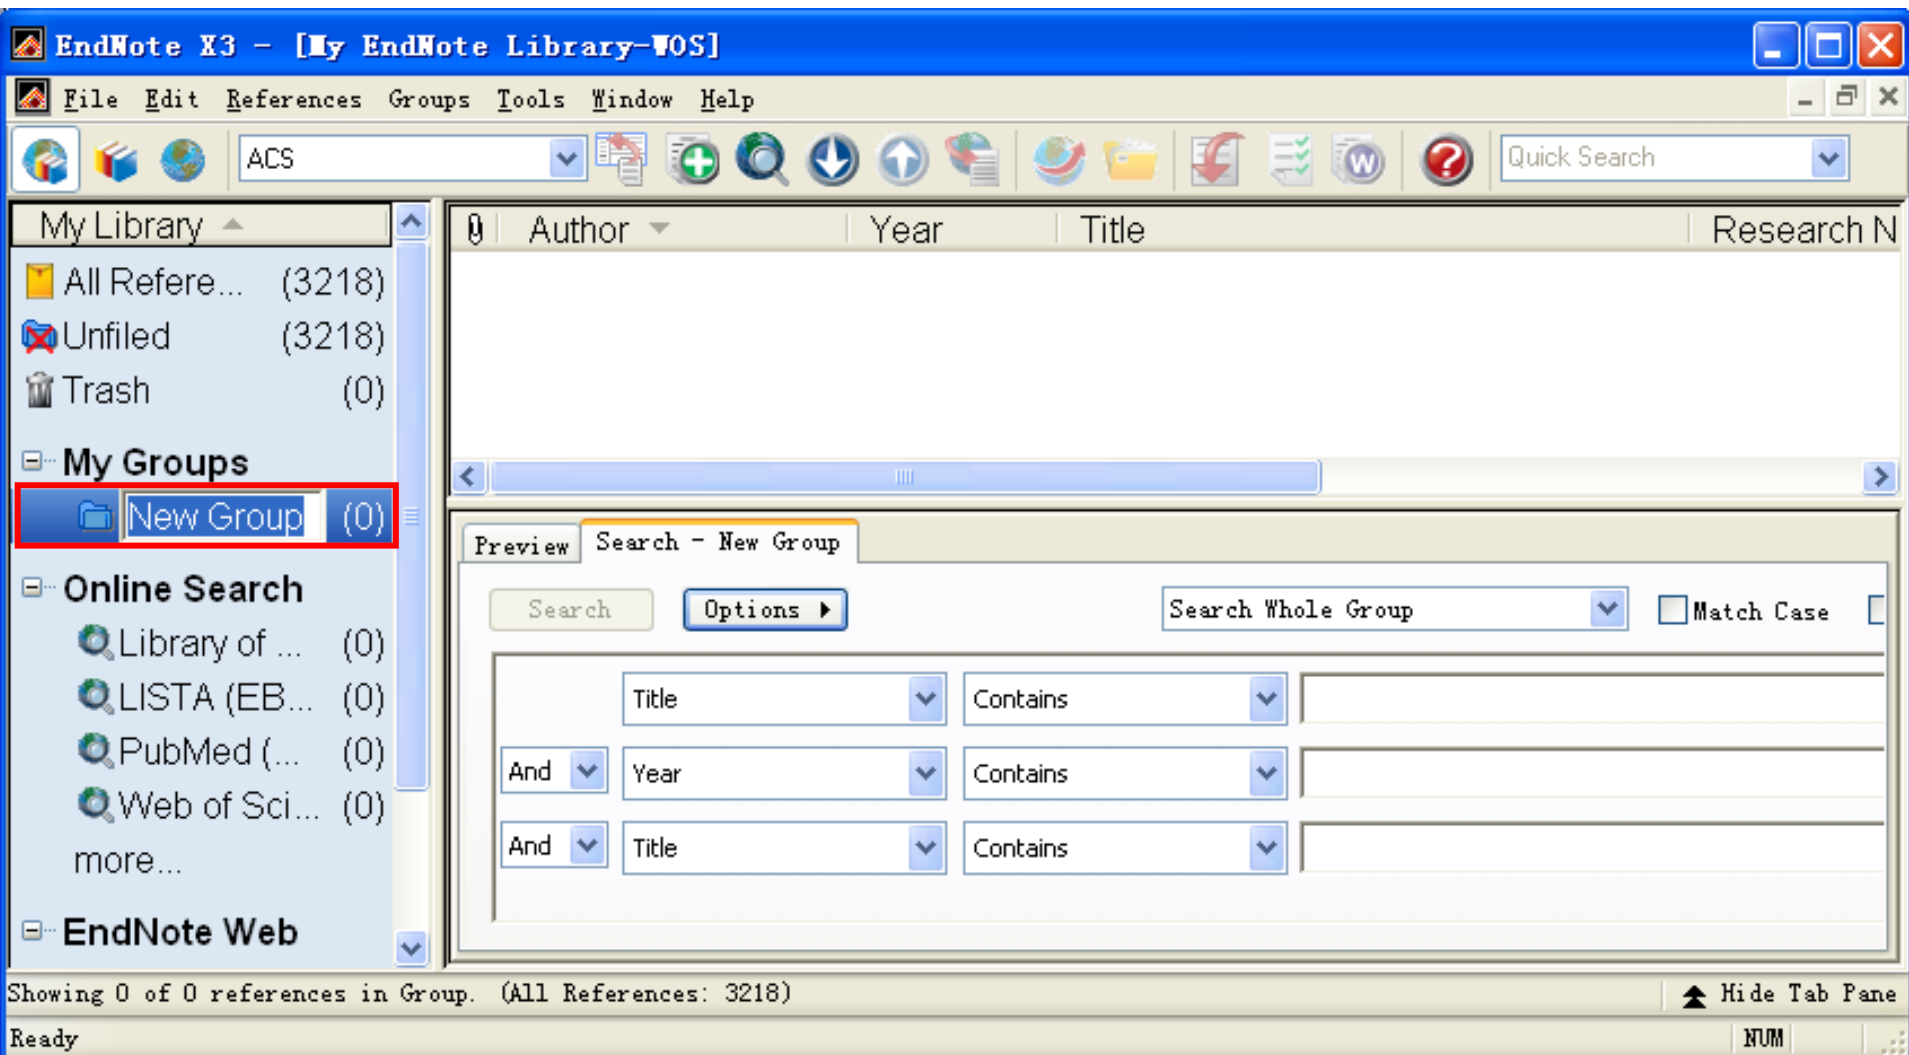 EndNote X3 - [My EndNote Library-WOS]
File Edit References Groups Tools Window Help
ACS
Quick Search
My Library
Author Year Title Research N
All Refere... (3218)
Unfiled (3218)
Trash (0)
My Groups
New Group (0)
Online Search
Library of ... (0)
LISTA (EB... (0)
PubMed (... (0)
Web of Sci... (0)
more...
EndNote Web
Preview Search - New Group
Search Options Search Whole Group Match Case
Title Contains
And Year Contains
And Title Contains
Showing 0 of 0 references in Group. (All References: 3218) Hide Tab Pane
Ready NUM